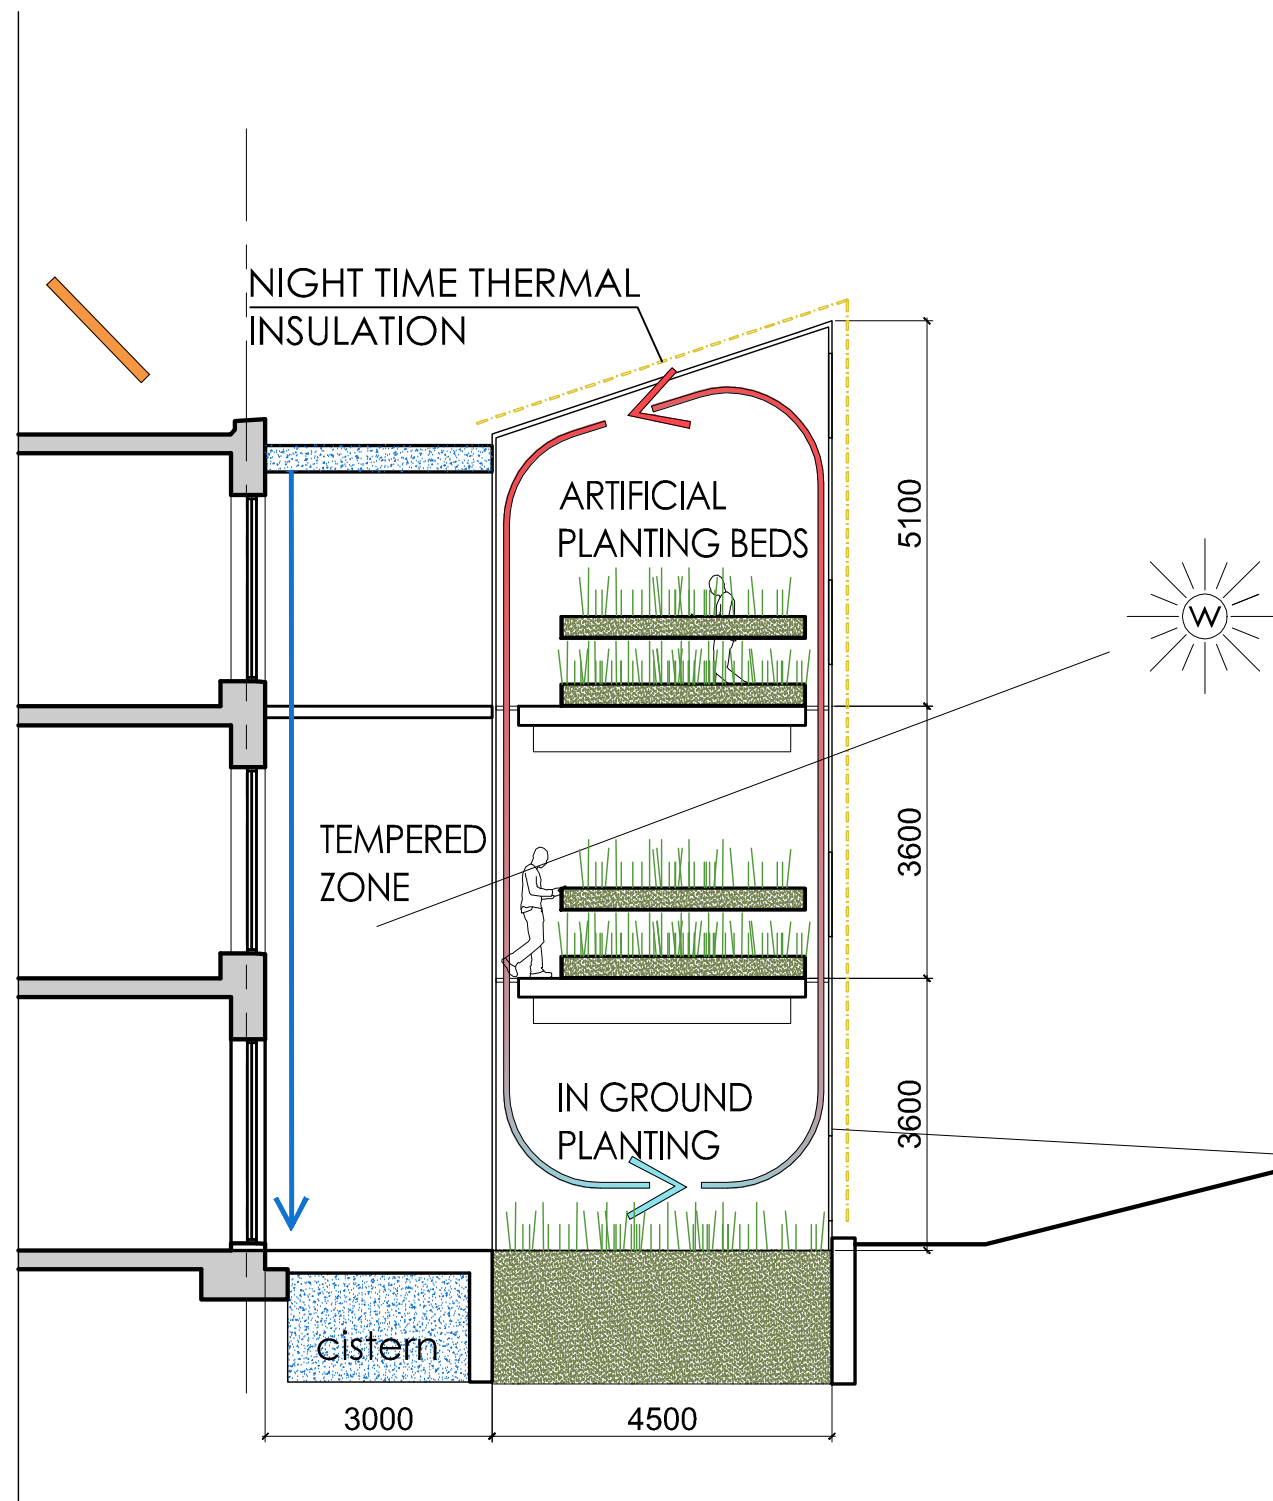 NIGHT TIME THERMAL
INSULATION
ARTIFICIAL
PLANTING BEDS
5100
W
TEMPERED
ZONE
3600
IN GROUND
PLANTING
3600
cistern
3000
4500